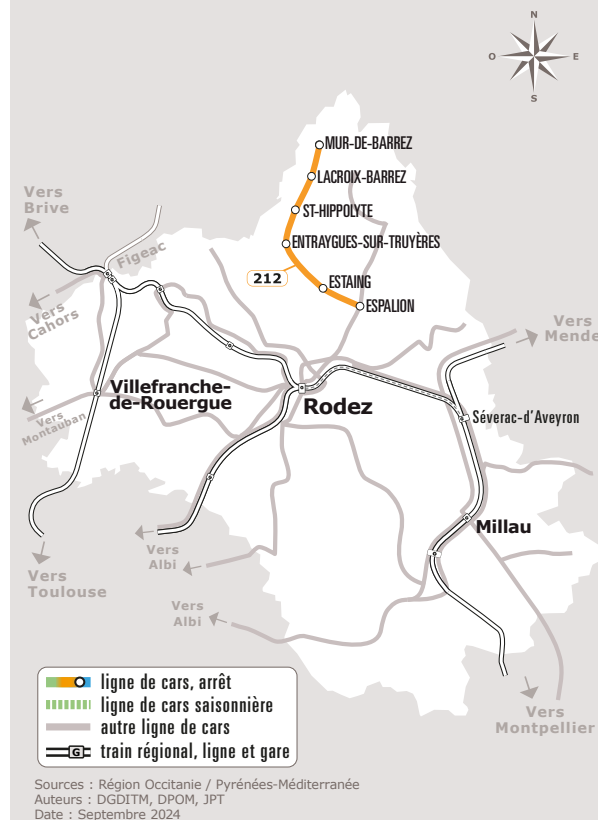 N
O
E
S
MUR-DE-BARREZ
LACROIX-BARREZ
Vers
Brive
ST-HIPPOLYTE
Figeac
ENTRAYGUES-SUR-TRUYÈRES
212
ESTAING
ESPALION
Vers
Cahors
Vers
Mende
Villefranche-
de-Rouergue
Rodez
Vers
Montauban
Séverac-d'Aveyron
Millau
Vers
Albi
Vers
Toulouse
Vers
Albi
Vers
Montpellier
ligne de cars, arrêt
ligne de cars saisonnière
autre ligne de cars
G
train régional, ligne et gare
Sources : Région Occitanie / Pyrénées-Méditerranée
Auteurs : DGDITM, DPOM, JPT
Date : Septembre 2024